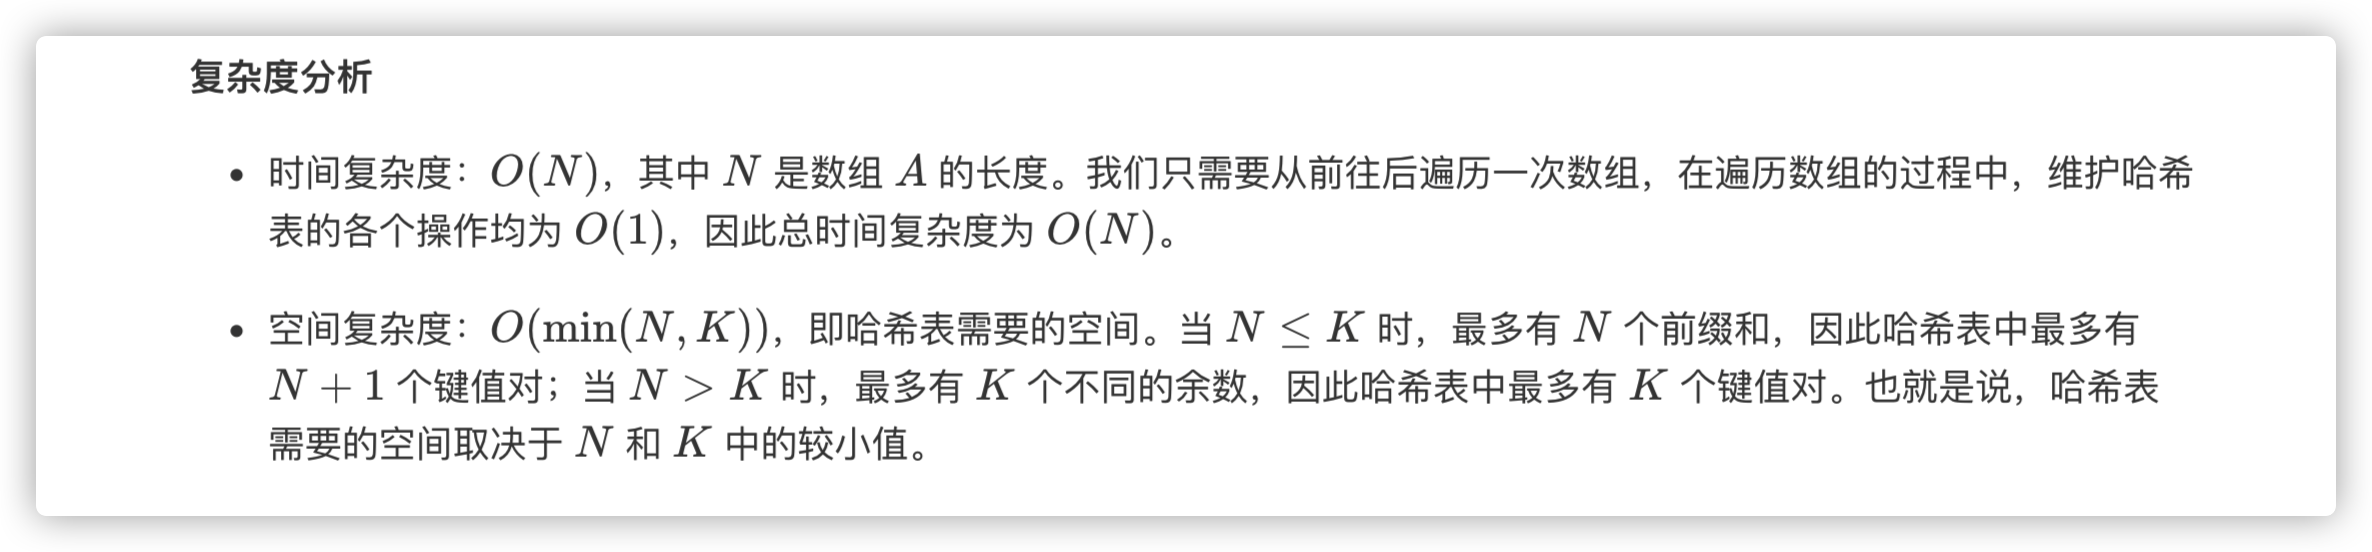 复杂度分析
• 时间复杂度：O(N)，其中 N 是数组 A 的长度。我们只需要从前往后遍历一次数组，在遍历数组的过程中，维护哈希
表的各个操作均为 O(1)，因此总时间复杂度为 O(N)。
• 空间复杂度：O(min(N, K))，即哈希表需要的空间。当 N ≤ K 时，最多有 N 个前缀和，因此哈希表中最多有
N + 1 个键值对；当 N > K 时，最多有 K 个不同的余数，因此哈希表中最多有 K 个键值对。也就是说，哈希表
需要的空间取决于 N 和 K 中的较小值。